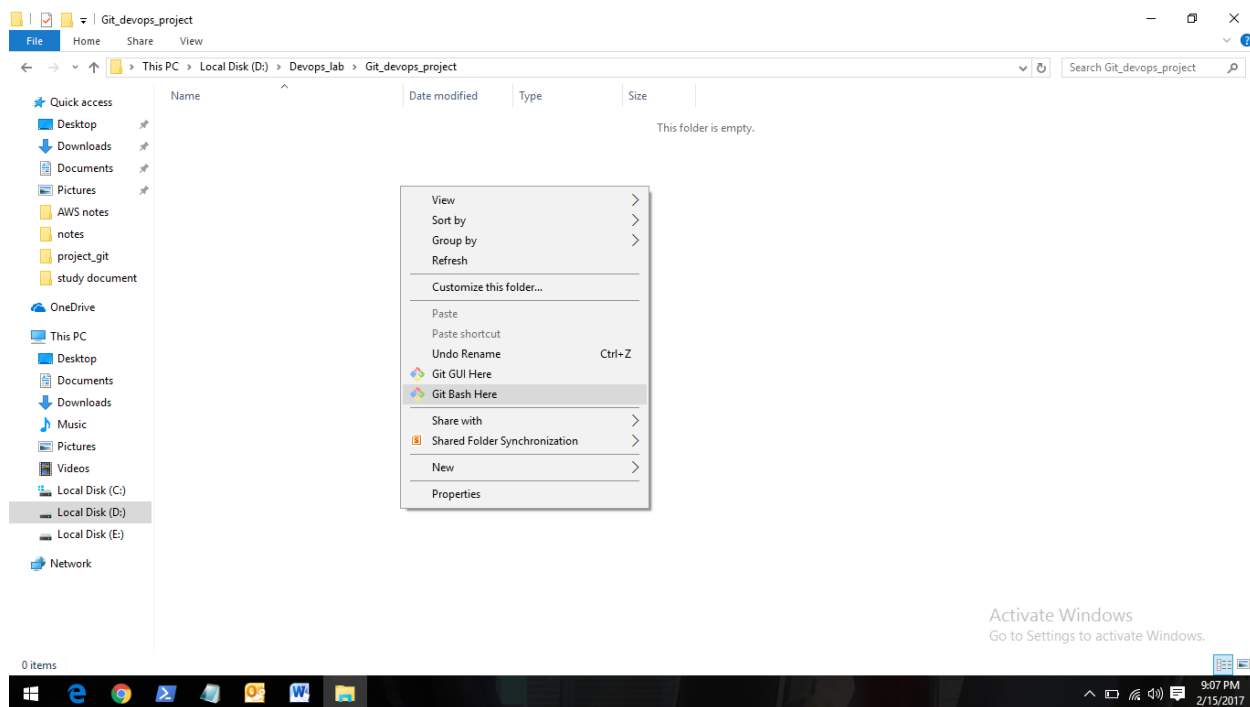 Git_devops_project
File Home Share View
This PC > Local Disk (D:) > Devops_lab > Git_devops_project
Search Git_devops_project
Name Date modified Type Size
This folder is empty.
Quick access
Desktop
Downloads
Documents
Pictures
AWS notes
notes
project_git
study document
OneDrive
This PC
Desktop
Documents
Downloads
Music
Pictures
Videos
Local Disk (C:)
Local Disk (D:)
Local Disk (E:)
Network
View
Sort by
Group by
Refresh
Customize this folder...
Paste
Paste shortcut
Undo Rename Ctrl+Z
Git GUI Here
Git Bash Here
Share with
S Shared Folder Synchronization
New
Properties
Activate Windows
Go to Settings to activate Windows.
0 items
9:07 PM
2/15/2017